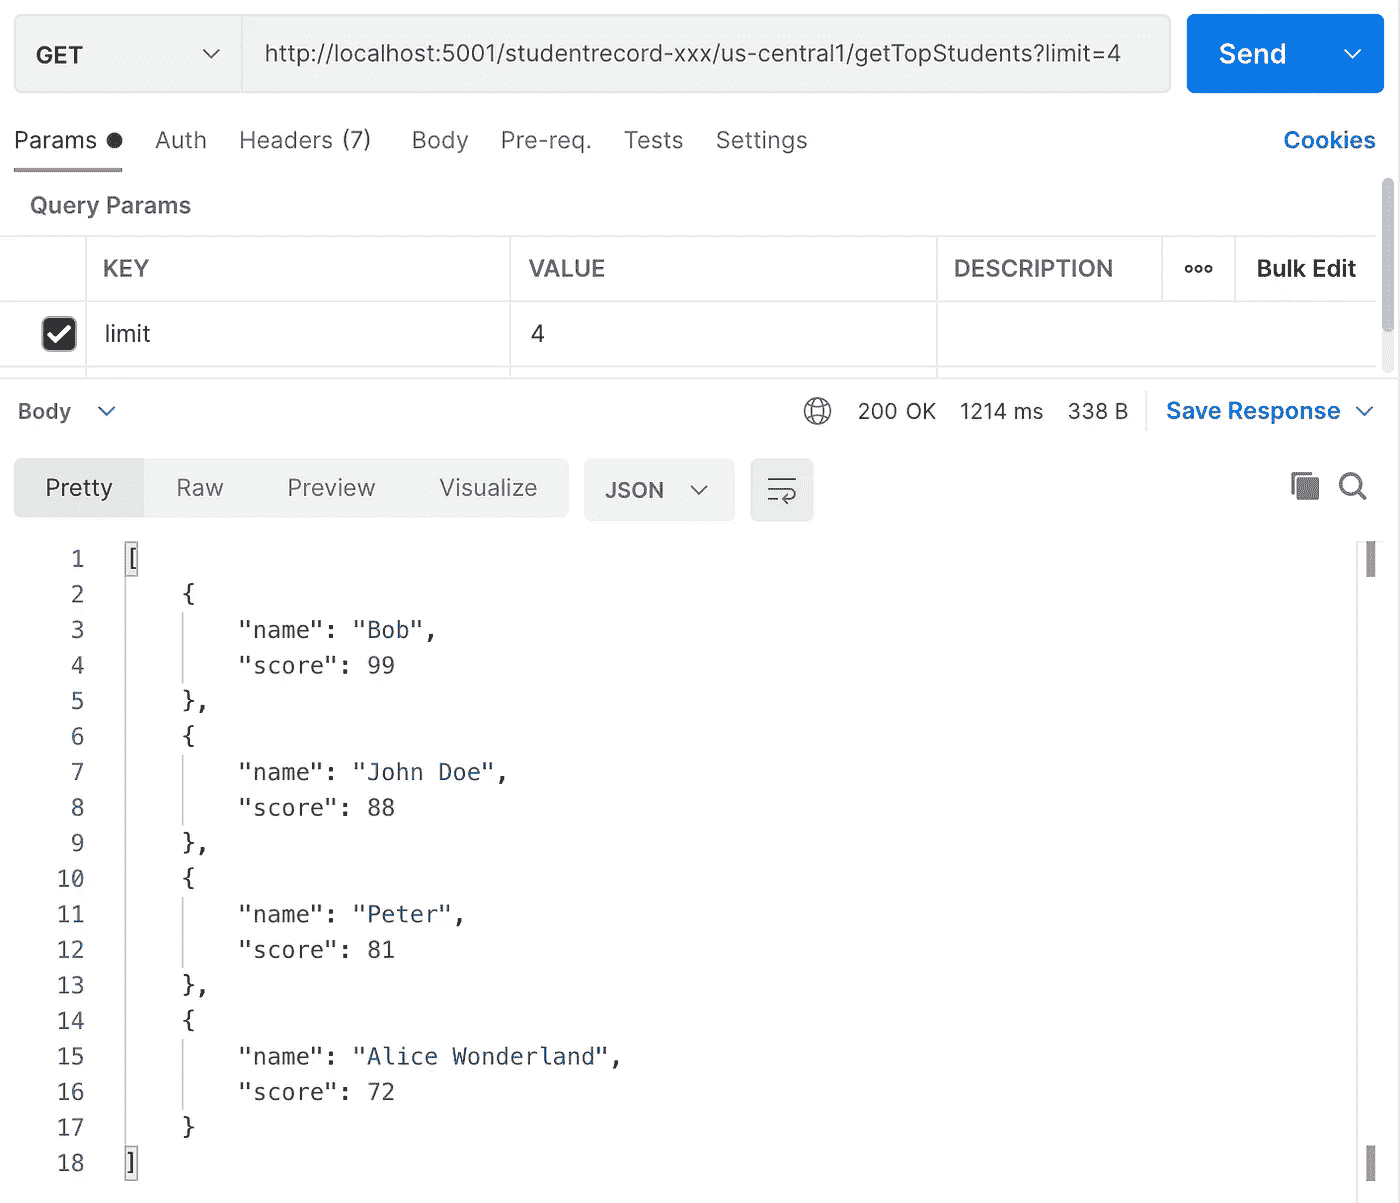 GET http://localhost:5001/studentrecord-xxx/us-central1/getTopStudents?limit=4 Send
Params Auth Headers (7) Body Pre-req. Tests Settings Cookies
Query Params
KEY VALUE DESCRIPTION ooo Bulk Edit
limit 4
Body 200 OK 1214 ms 338 B Save Response
Pretty Raw Preview Visualize JSON
1 [
2 {
3 "name": "Bob",
4 "score": 99
5 },
6 {
7 "name": "John Doe",
8 "score": 88
9 },
10 {
11 "name": "Peter",
12 "score": 81
13 },
14 {
15 "name": "Alice Wonderland",
16 "score": 72
17 }
18 ]